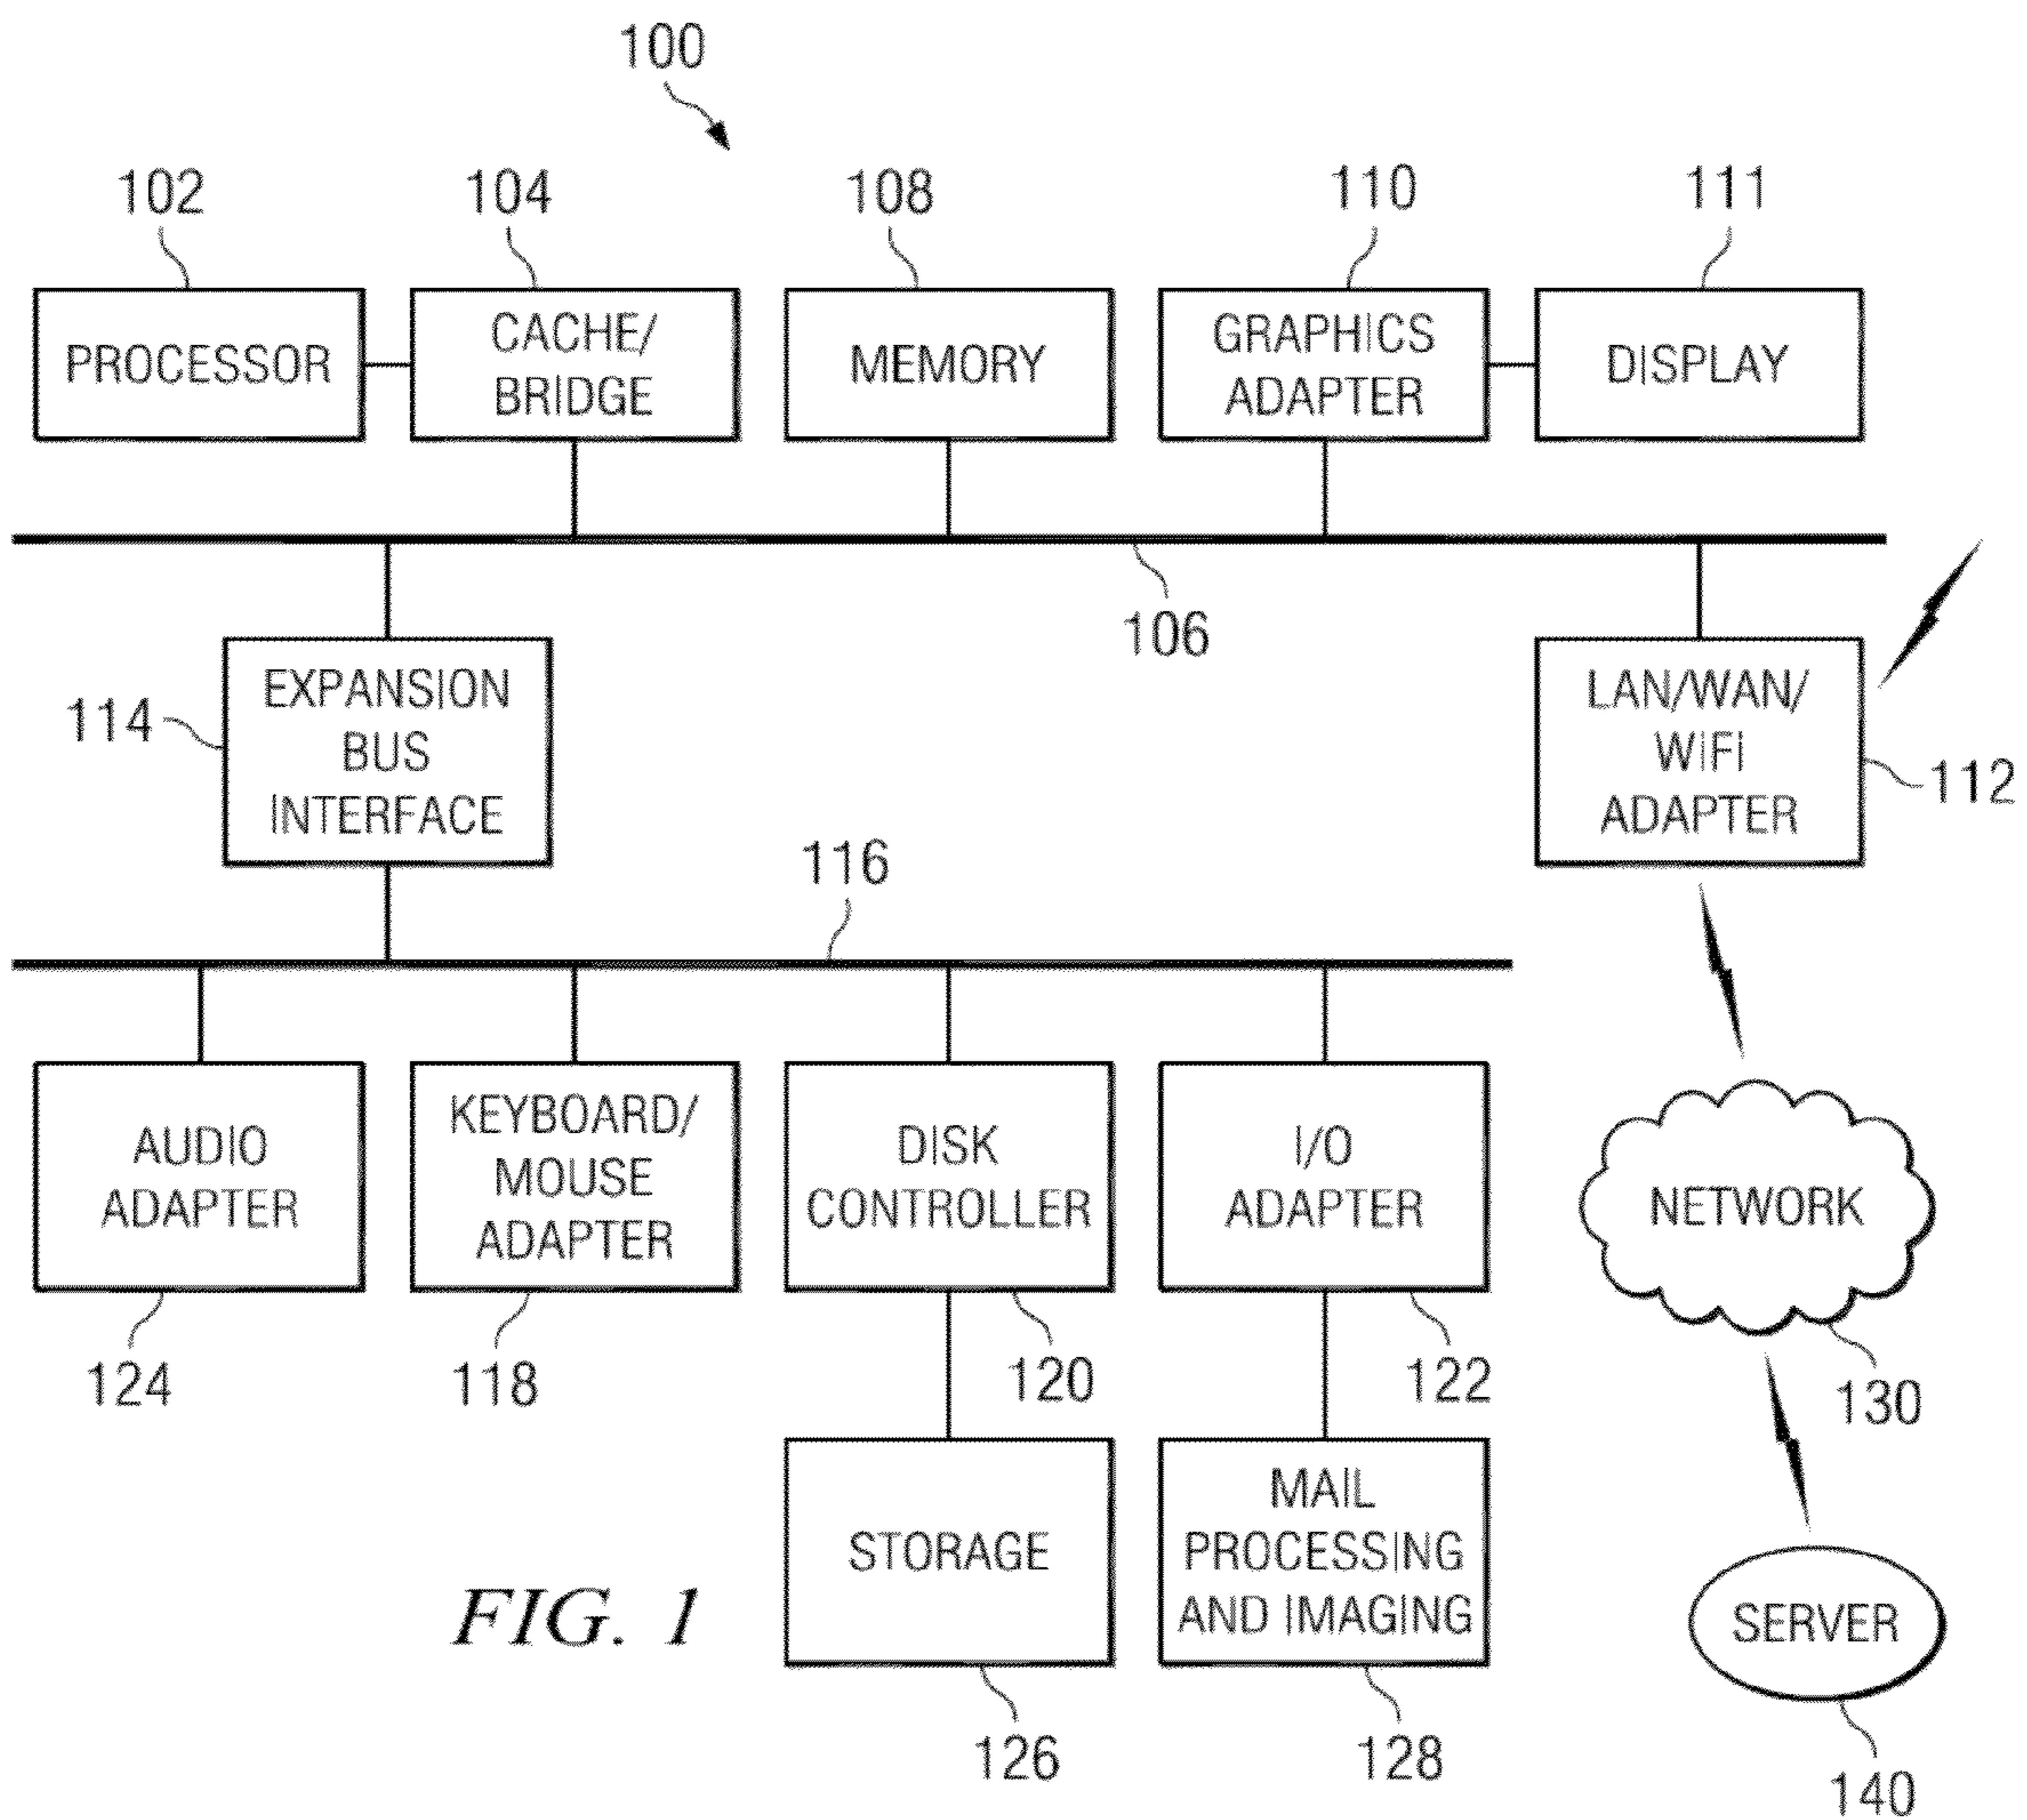 100
102
104
108
110
111
PROCESSOR
CACHE/
BRIDGE
MEMORY
GRAPHICS
ADAPTER
DISPLAY
106
114
EXPANSION
BUS
INTERFACE
LAN/WAN/
WIFI
ADAPTER
112
116
AUDIO
ADAPTER
KEYBOARD/
MOUSE
ADAPTER
DISK
CONTROLLER
I/O
ADAPTER
NETWORK
124
118
120
122
130
STORAGE
MAIL
PROCESSING
AND IMAGING
SERVER
FIG. 1
126
128
140